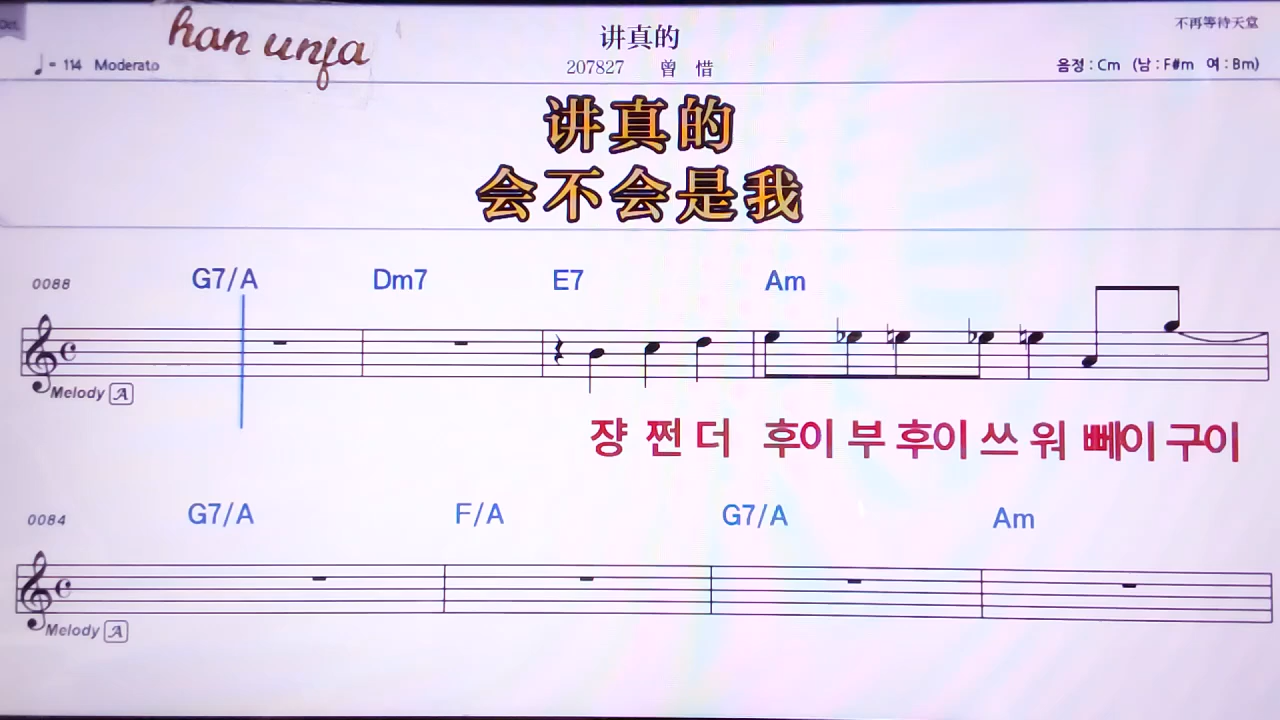 Oct.
han unfa
讲真的
不再等待天堂
♩= 114 Moderato
207827 曾 惜
음정 : Cm (남 : F#m 여 : Bm)
讲真的
会不会是我
0088 G7/A Dm7 E7 Am
Melody A
쟝 쩐 더 후이 부 후이 쓰 워 뻬이 구이
0084 G7/A F/A G7/A Am
Melody A